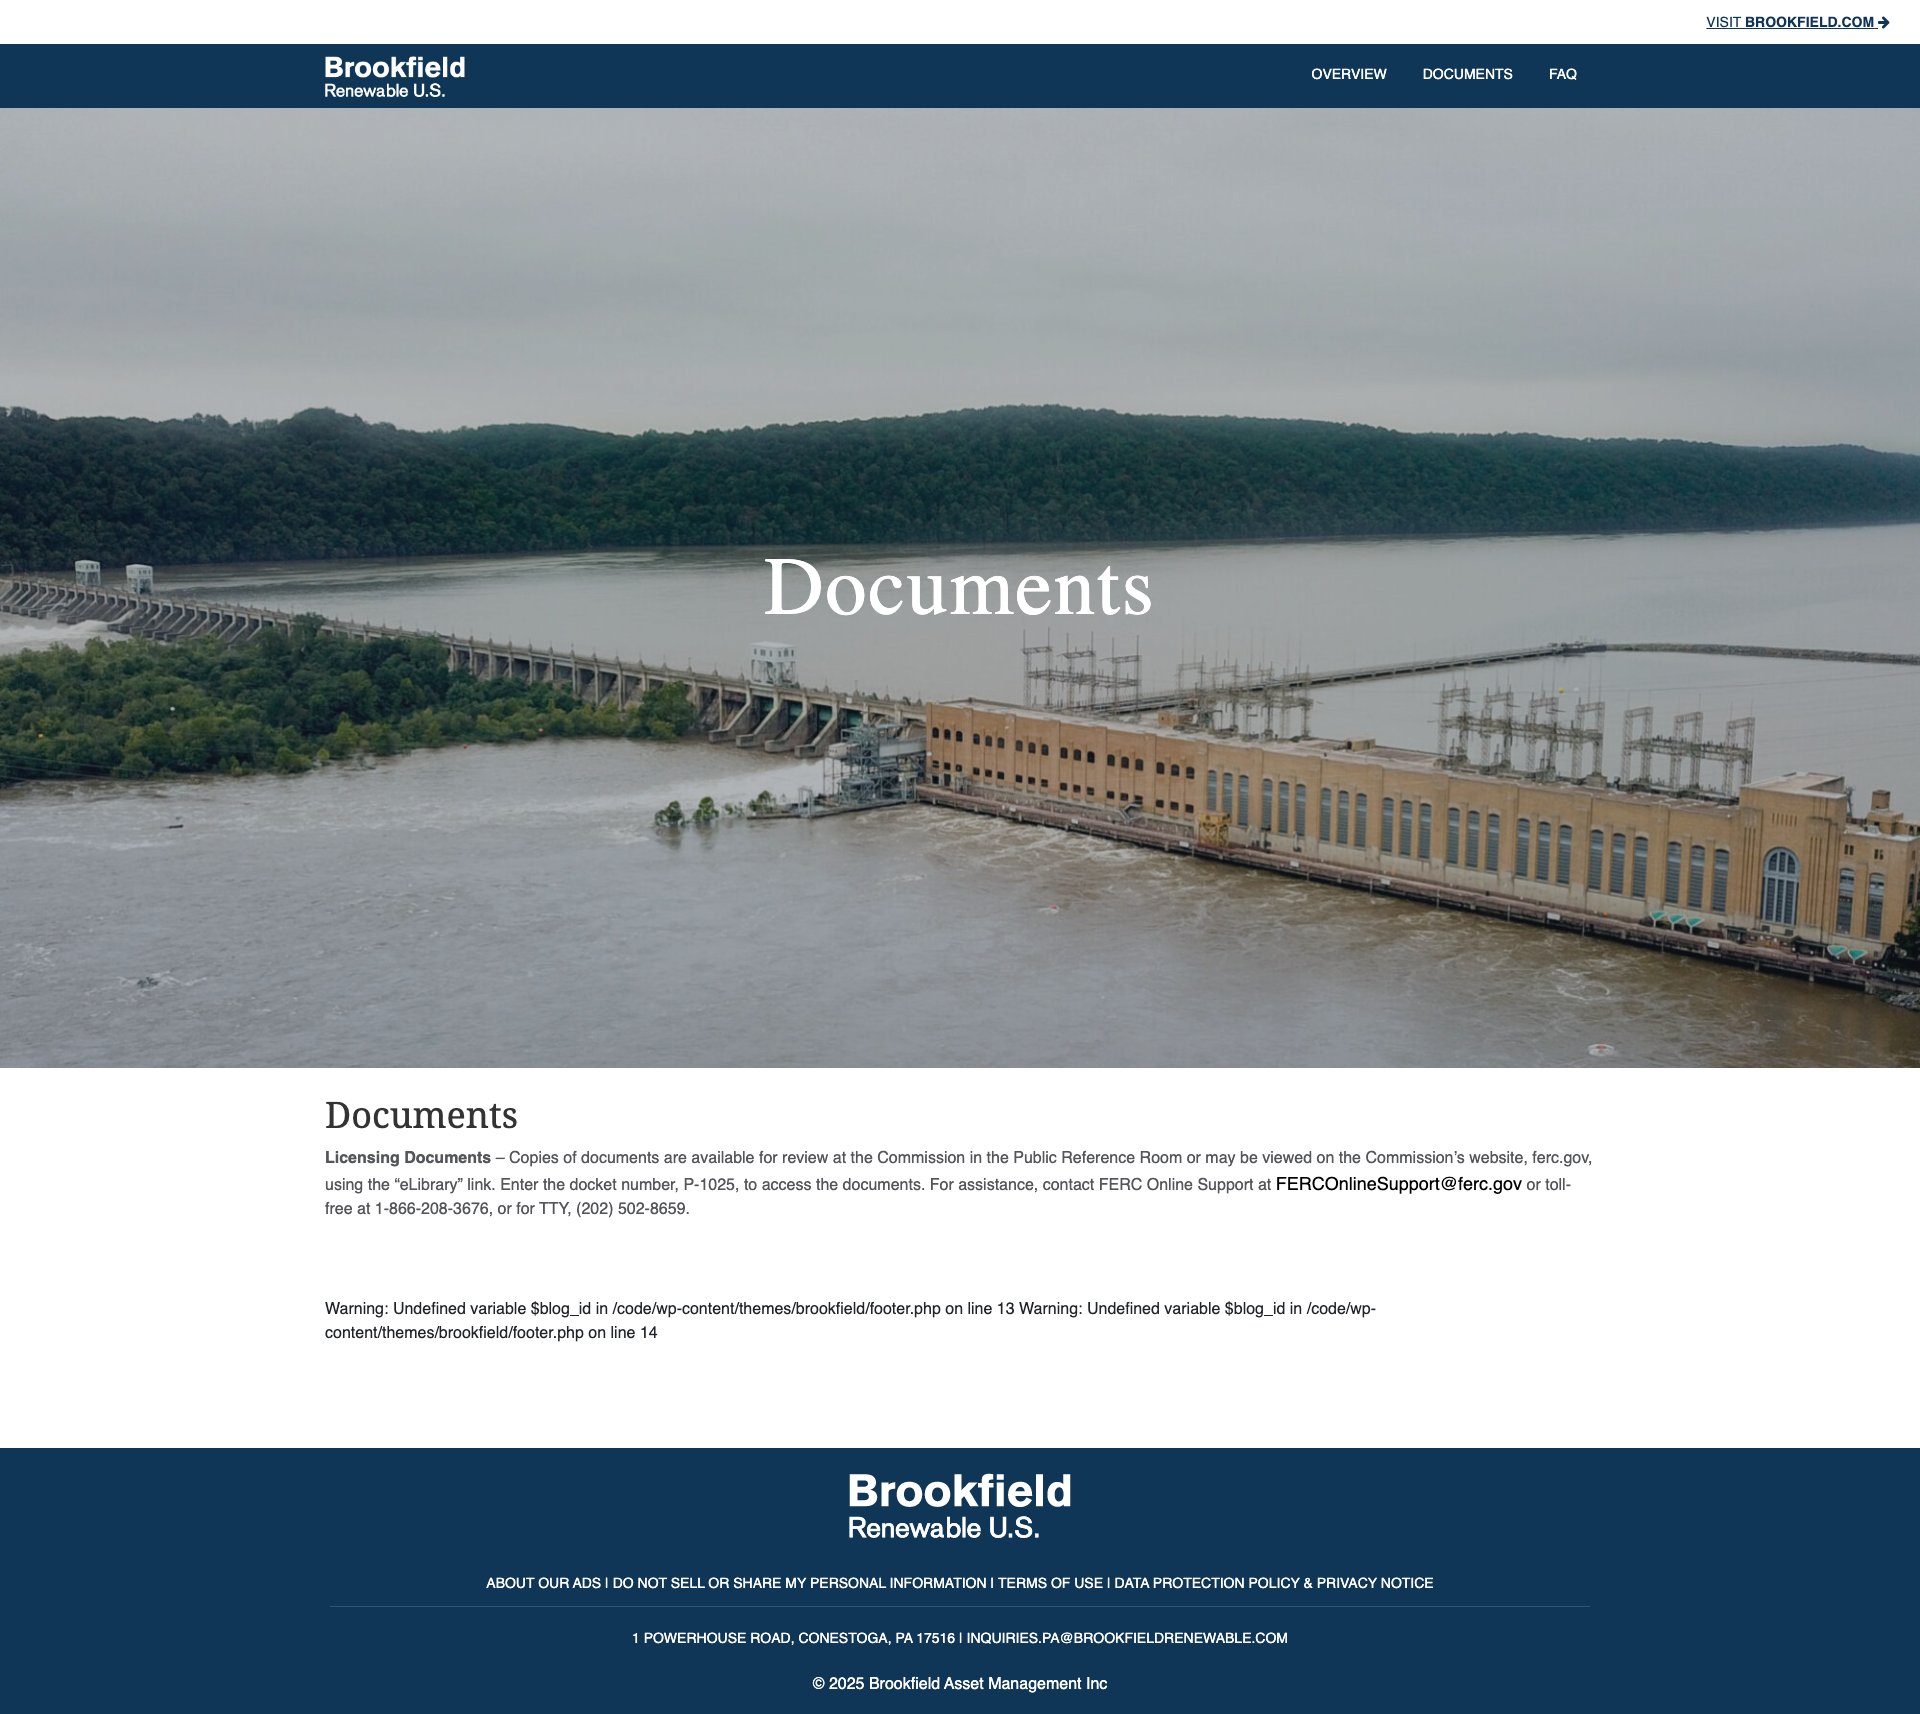 VISIT BROOKFIELD.COM
Brookfield
Renewable U.S.
OVERVIEW DOCUMENTS FAQ
Documents
Documents
Licensing Documents – Copies of documents are available for review at the Commission in the Public Reference Room or may be viewed on the Commission’s website, ferc.gov,
using the “eLibrary” link. Enter the docket number, P-1025, to access the documents. For assistance, contact FERC Online Support at FERCOnlineSupport@ferc.gov or toll-
free at 1-866-208-3676, or for TTY, (202) 502-8659.
Warning: Undefined variable $blog_id in /code/wp-content/themes/brookfield/footer.php on line 13 Warning: Undefined variable $blog_id in /code/wp-
content/themes/brookfield/footer.php on line 14
Brookfield
Renewable U.S.
ABOUT OUR ADS | DO NOT SELL OR SHARE MY PERSONAL INFORMATION I TERMS OF USE | DATA PROTECTION POLICY & PRIVACY NOTICE
1 POWERHOUSE ROAD, CONESTOGA, PA 17516 | INQUIRIES.PA@BROOKFIELDRENEWABLE.COM
© 2025 Brookfield Asset Management Inc